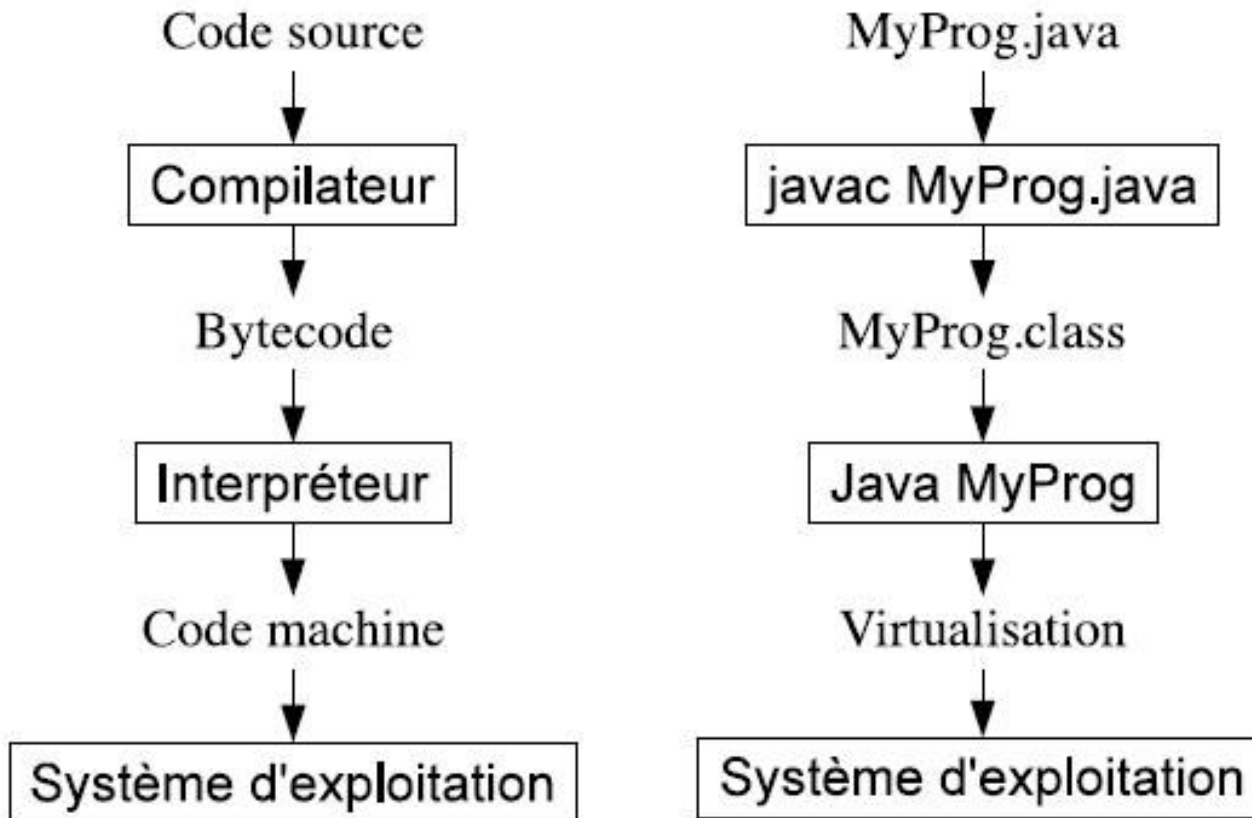 Code source
Compilateur
Bytecode
Interpréteur
Code machine
Système d'exploitation
MyProg.java
javac MyProg.java
MyProg.class
Java MyProg
Virtualisation
Système d'exploitation